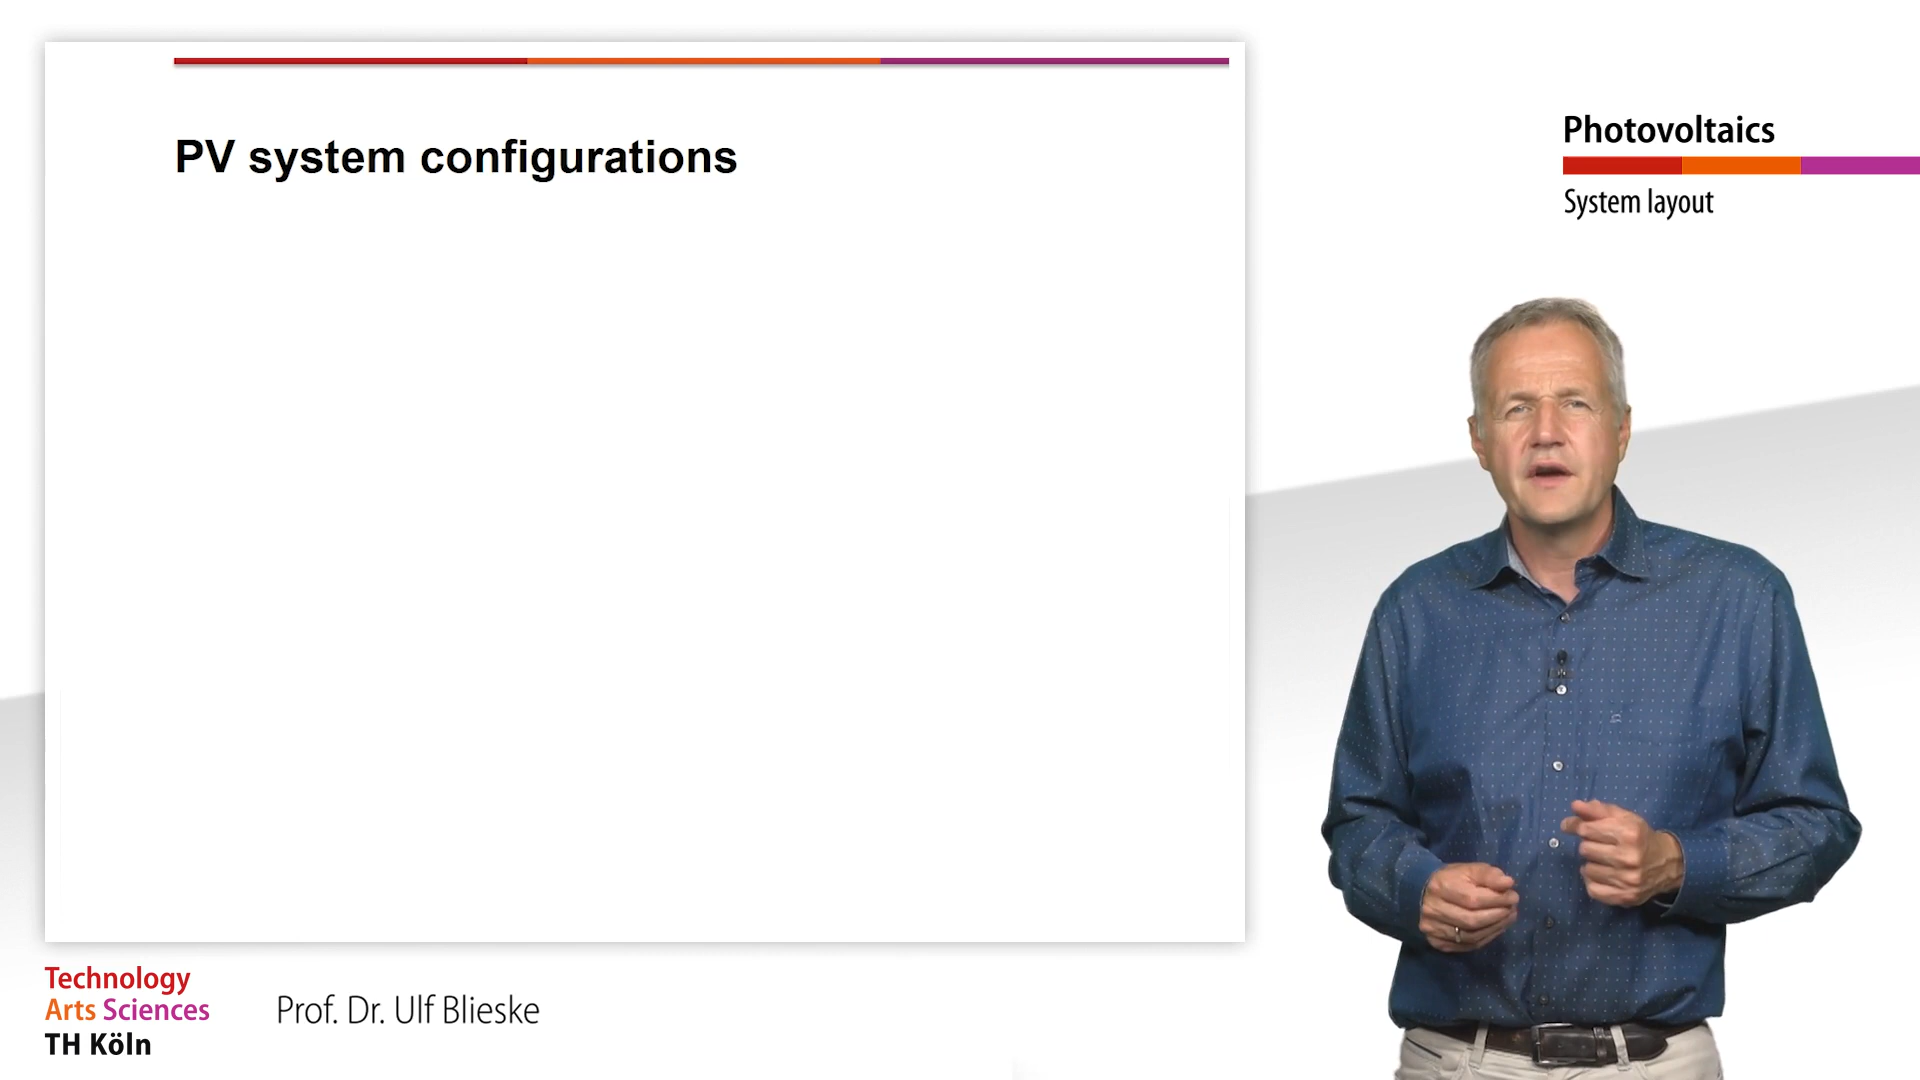 PV system configurations
Photovoltaics
System layout
Technology
Arts Sciences
TH Köln
Prof. Dr. Ulf Blieske